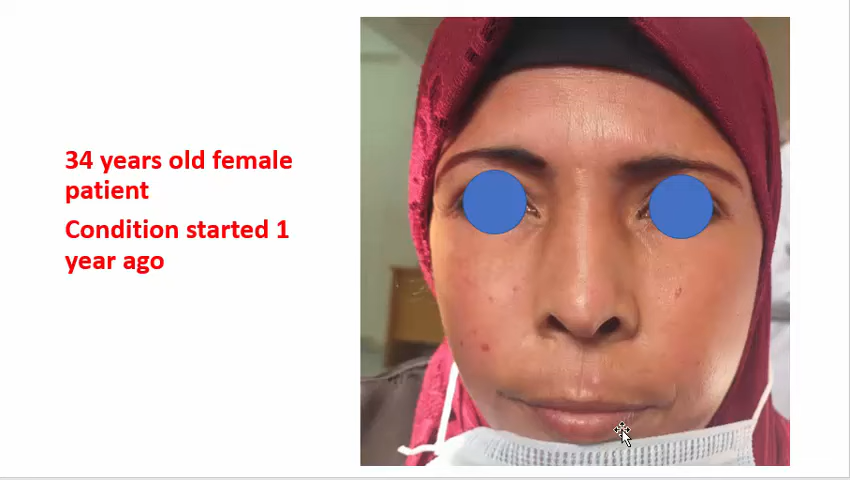 34 years old female
patient
Condition started 1
year ago